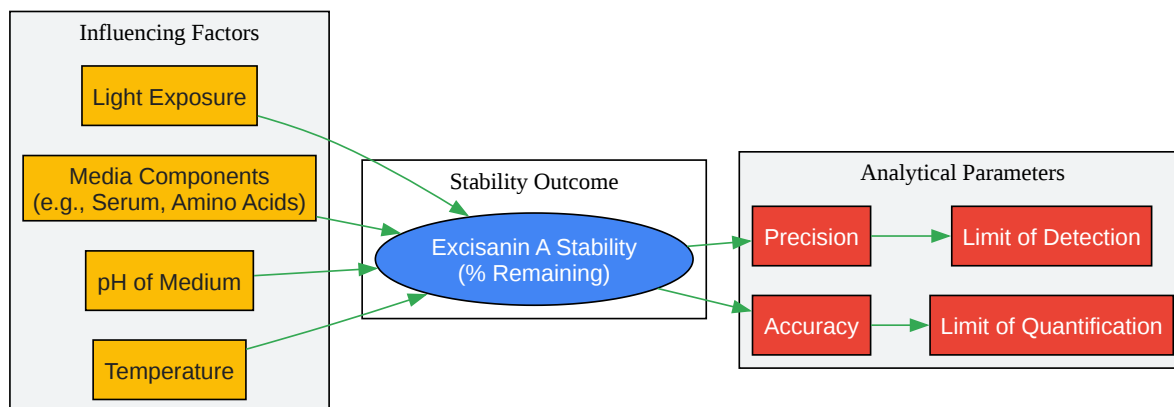 Influencing Factors
Light Exposure
Media Components
(e.g., Serum, Amino Acids)
pH of Medium
Temperature
Stability Outcome
Excisanin A Stability
(% Remaining)
Analytical Parameters
Precision
Limit of Detection
Accuracy
Limit of Quantification